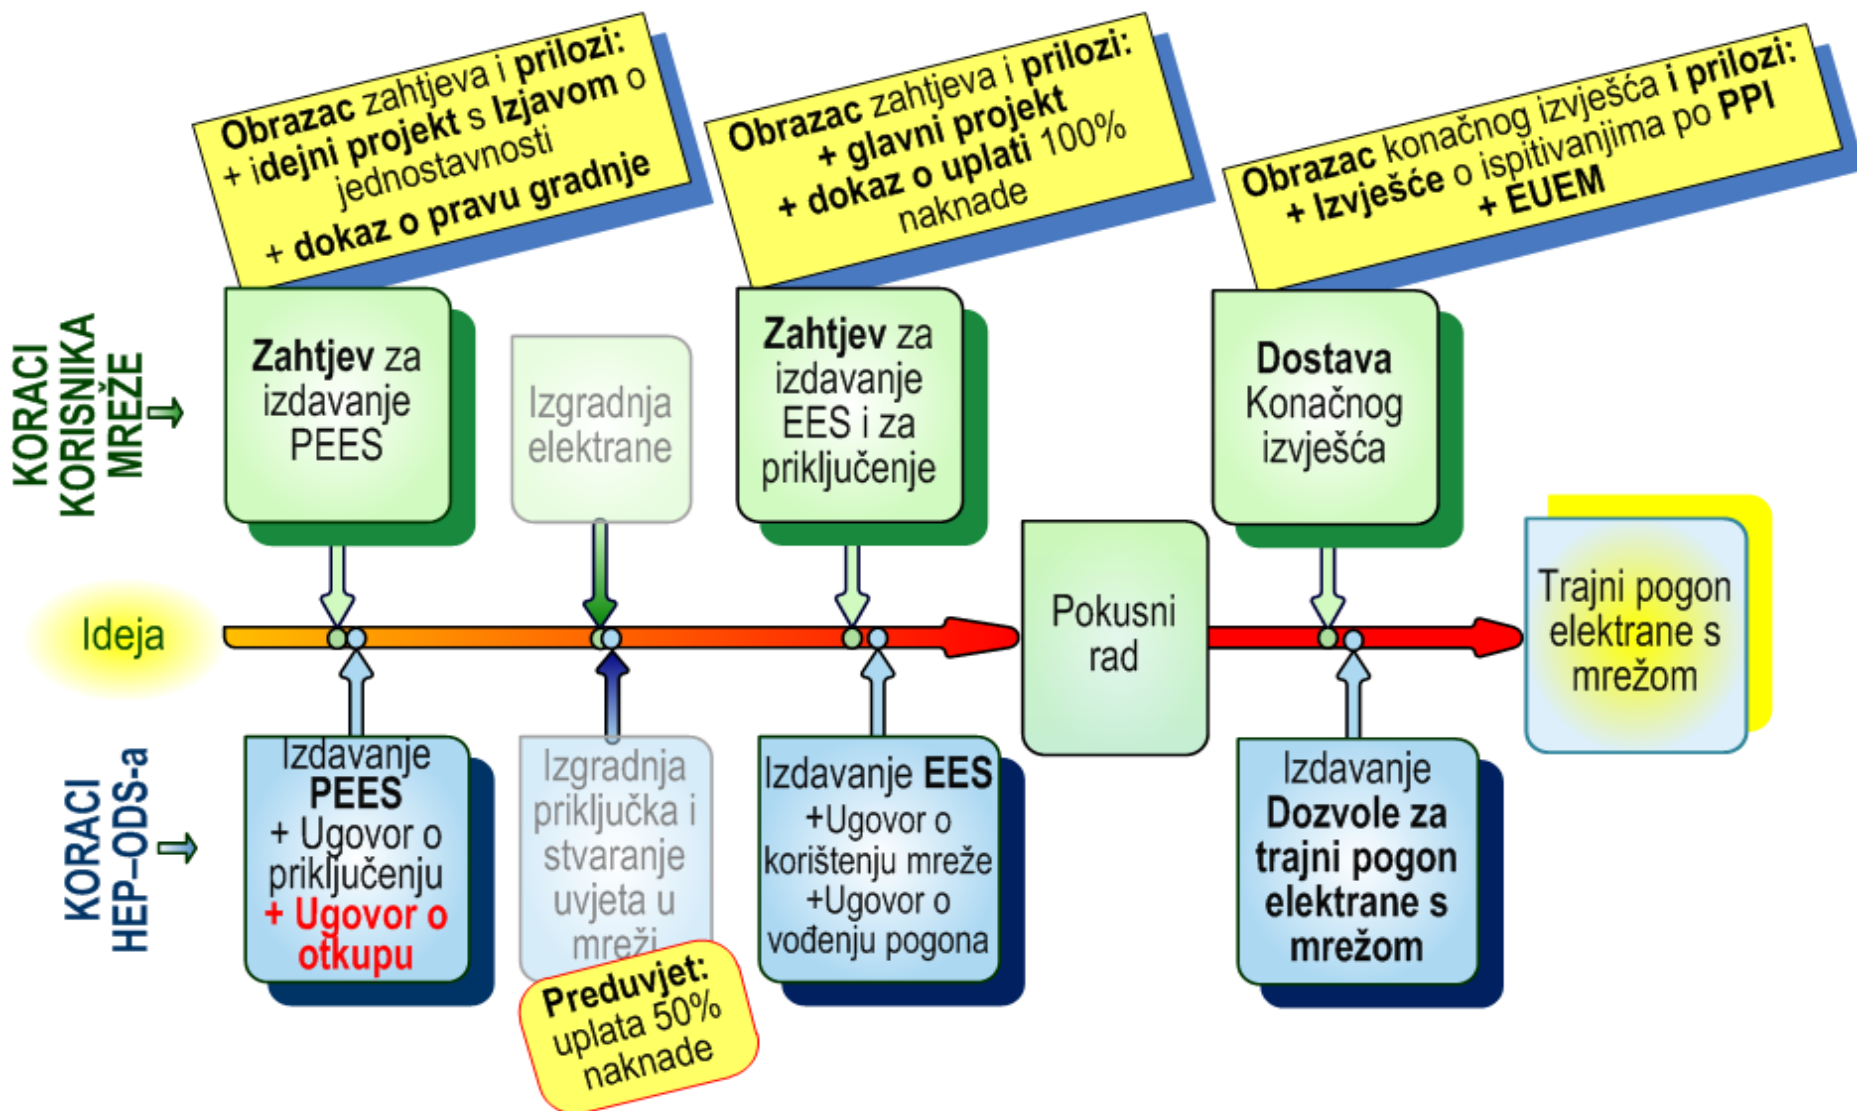 Obrazac zahtjeva i prilozi:
+ idejni projekt s Izjavom o
jednostavnosti
+ dokaz o pravu gradnje
Obrazac zahtjeva i prilozi:
+ glavni projekt
+ dokaz o uplati 100%
naknade
Obrazac konačnog izvješća i prilozi:
+ Izvješće o ispitivanjima po PPI
+ EUEM
KORACI
KORISNIKA
MREŽE
Zahtjev za
izdavanje
PEES
Izgradnja
elektrane
Zahtjev za
izdavanje
EES i za
priključenje
Dostava
Konačnog
izvješća
Ideja
Pokusni
rad
Trajni pogon
elektrane s
mrežom
KORACI
HEP–ODS-a
Izdavanje
PEES
+ Ugovor o
priključenju
+ Ugovor o
otkupu
Izgradnja
priključka i
stvaranje
uvjeta u
mreži
Preduvjet:
uplata 50%
naknade
Izdavanje EES
+Ugovor o
korištenju mreže
+Ugovor o
vođenju pogona
Izdavanje
Dozvole za
trajni pogon
elektrane s
mrežom